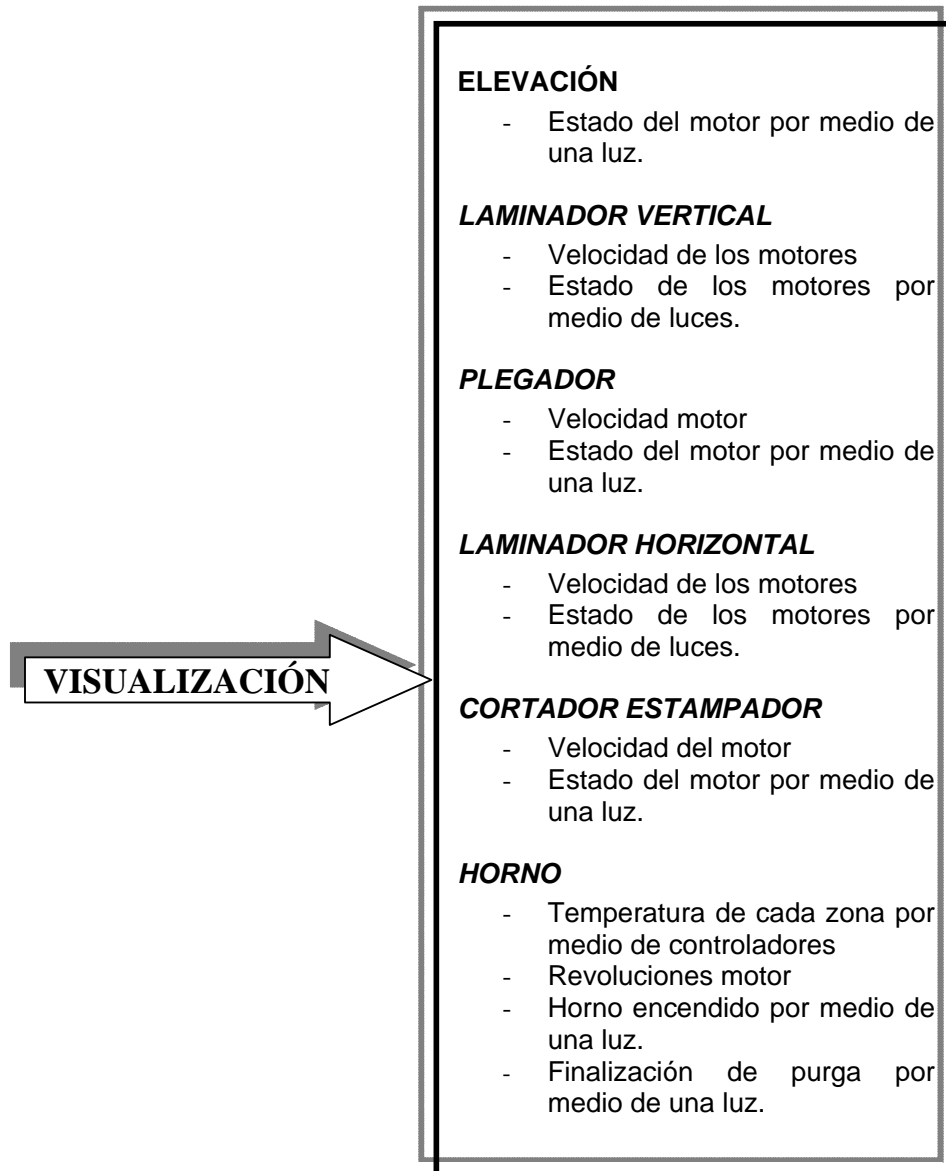 ELEVACIÓN
- Estado del motor por medio de
una luz.
LAMINADOR VERTICAL
- Velocidad de los motores
- Estado de los motores por
medio de luces.
PLEGADOR
- Velocidad motor
- Estado del motor por medio de
una luz.
LAMINADOR HORIZONTAL
- Velocidad de los motores
- Estado de los motores por
medio de luces.
VISUALIZACIÓN
CORTADOR ESTAMPADOR
- Velocidad del motor
- Estado del motor por medio de
una luz.
HORNO
- Temperatura de cada zona por
medio de controladores
- Revoluciones motor
- Horno encendido por medio de
una luz.
- Finalización de purga por
medio de una luz.